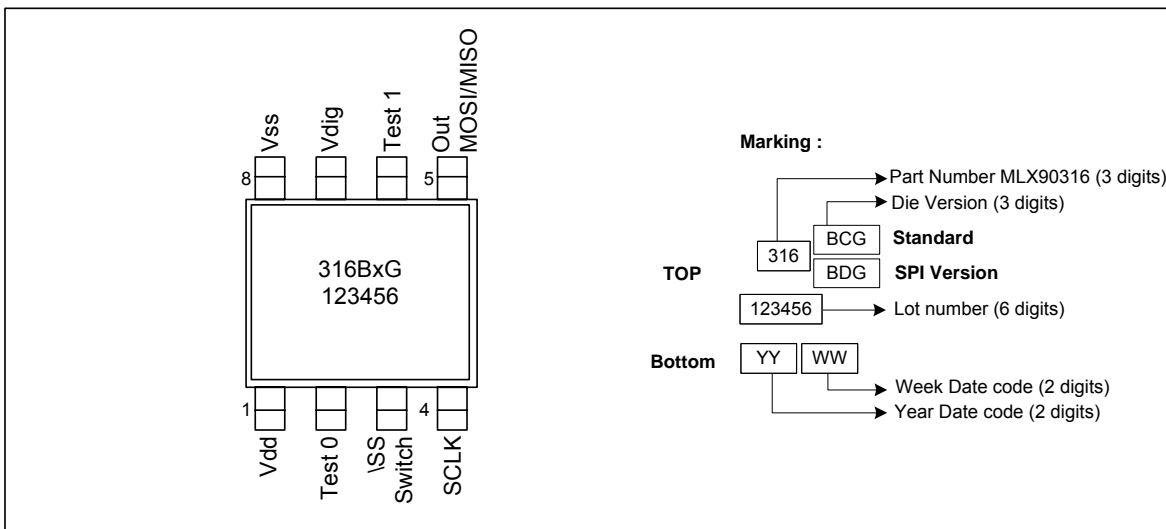 Vss
Vdig
Test 1
Out
MOSI/MISO
8
5
316BxG
123456
1
4
Vdd
Test 0
\SS
Switch
SCLK
Marking :
Part Number MLX90316 (3 digits)
Die Version (3 digits)
316
BCG Standard
BDG SPI Version
TOP
123456 Lot number (6 digits)
Bottom YY WW
Week Date code (2 digits)
Year Date code (2 digits)